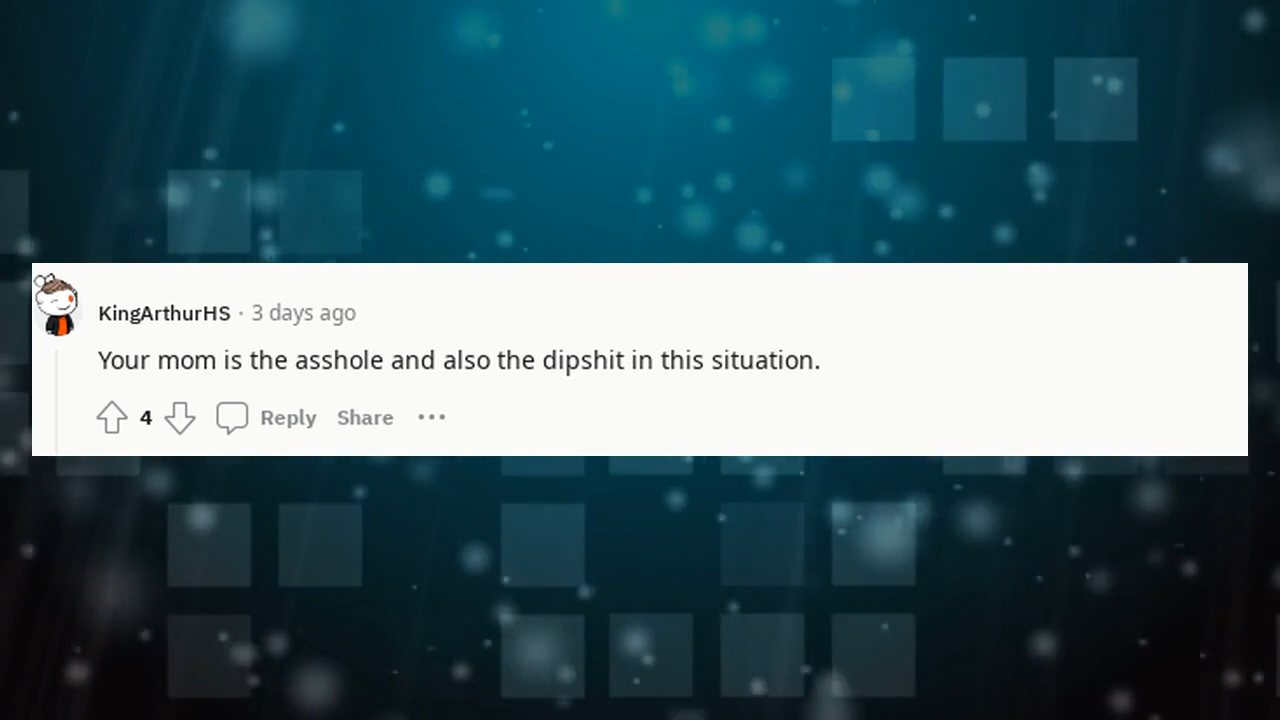 KingArthurHS · 3 days ago
Your mom is the asshole and also the dipshit in this situation.
4 Reply Share ···